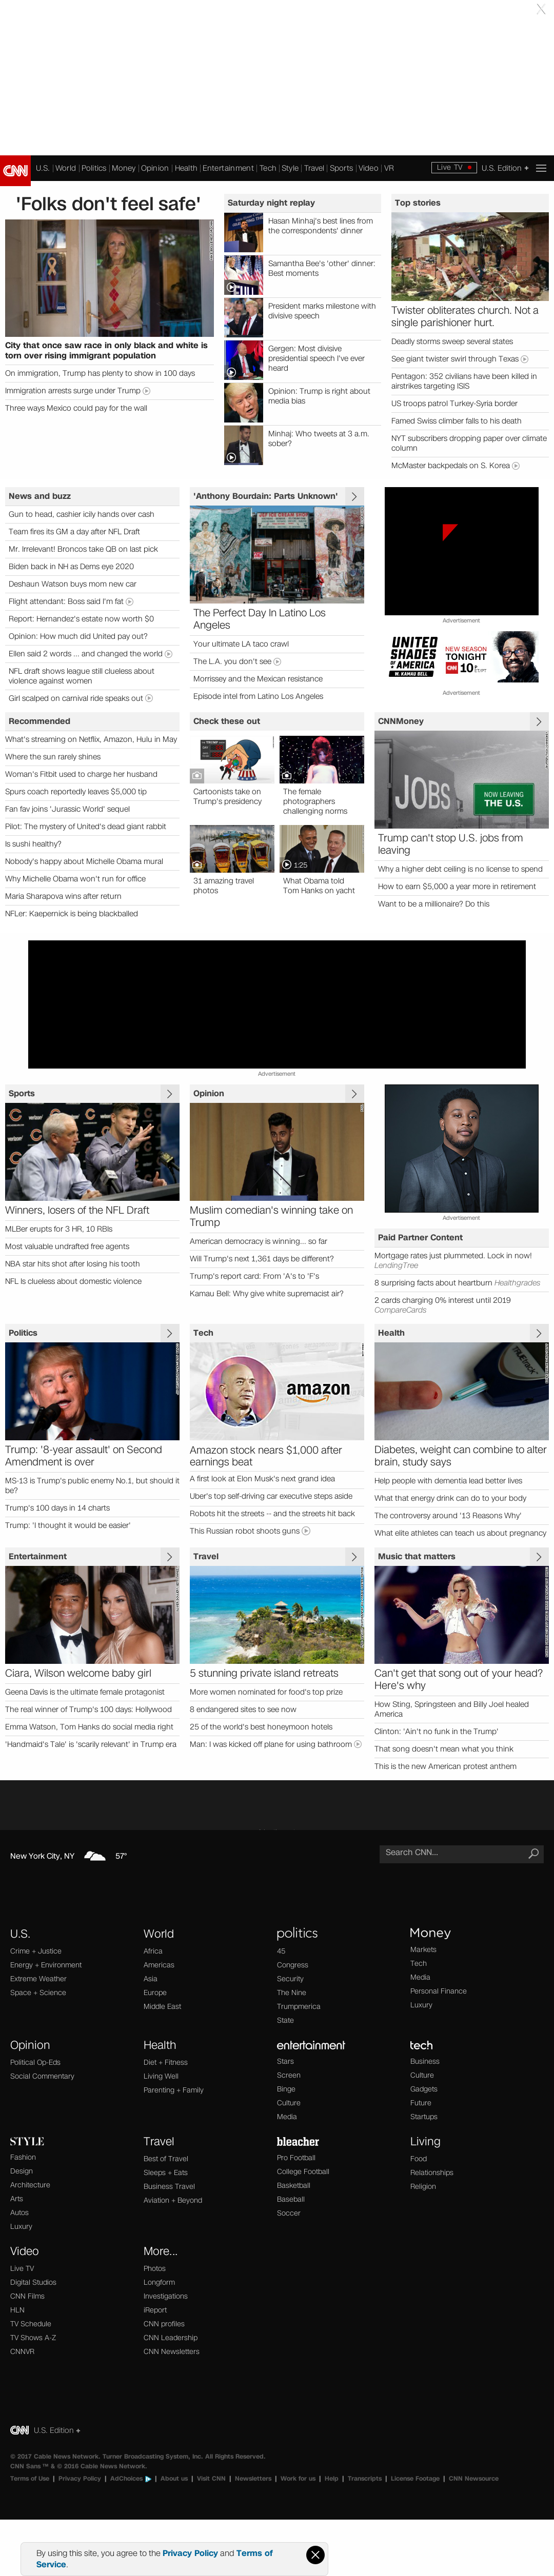 CNN
U.S. World Politics Money Opinion Health Entertainment Tech Style Travel Sports Video VR
Live TV
U.S. Edition +
'Folks don't feel safe'
City that once saw race in only black and white is
torn over rising immigrant population
On immigration, Trump has plenty to show in 100 days
Immigration arrests surge under Trump
Three ways Mexico could pay for the wall
Saturday night replay
Hasan Minhaj's best lines from
the correspondents' dinner
Samantha Bee's 'other' dinner:
Best moments
President marks milestone with
divisive speech
Gergen: Most divisive
presidential speech I've ever
heard
Opinion: Trump is right about
media bias
Minhaj: Who tweets at 3 a.m.
sober?
Top stories
Twister obliterates church. Not a
single parishioner hurt.
Deadly storms sweep several states
See giant twister swirl through Texas
Pentagon: 352 civilians have been killed in
airstrikes targeting ISIS
US troops patrol Turkey-Syria border
Famed Swiss climber falls to his death
NYT subscribers dropping paper over climate
column
McMaster backpedals on S. Korea
News and buzz
Gun to head, cashier icily hands over cash
Team fires its GM a day after NFL Draft
Mr. Irrelevant! Broncos take QB on last pick
Biden back in NH as Dems eye 2020
Deshaun Watson buys mom new car
Flight attendant: Boss said I'm fat
Report: Hernandez's estate now worth $0
Opinion: How much did United pay out?
Ellen said 2 words ... and changed the world
NFL draft shows league still clueless about
violence against women
Girl scalped on carnival ride speaks out
'Anthony Bourdain: Parts Unknown'
The Perfect Day In Latino Los
Angeles
Your ultimate LA taco crawl
The L.A. you don't see
Morrissey and the Mexican resistance
Episode intel from Latino Los Angeles
Advertisement
UNITED
SHADES OF
AMERICA
W. KAMAU BELL
NEW SEASON
TONIGHT
CNN 10
Advertisement
Recommended
What's streaming on Netflix, Amazon, Hulu in May
Where the sun rarely shines
Woman's Fitbit used to charge her husband
Spurs coach reportedly leaves $5,000 tip
Fan fav joins 'Jurassic World' sequel
Pilot: The mystery of United's dead giant rabbit
Is sushi healthy?
Nobody's happy about Michelle Obama mural
Why Michelle Obama won't run for office
Maria Sharapova wins after return
NFLer: Kaepernick is being blackballed
Check these out
Cartoonists take on
Trump's presidency
The female
photographers
challenging norms
1:25
31 amazing travel
photos
What Obama told
Tom Hanks on yacht
CNNMoney
JOBS
NOW LEAVING
THE U.S.
Trump can't stop U.S. jobs from
leaving
Why a higher debt ceiling is no license to spend
How to earn $5,000 a year more in retirement
Want to be a millionaire? Do this
Advertisement
Sports
Winners, losers of the NFL Draft
MLBer erupts for 3 HR, 10 RBIs
Most valuable undrafted free agents
NBA star hits shot after losing his tooth
NFL Is clueless about domestic violence
Opinion
Muslim comedian's winning take on
Trump
American democracy is winning... so far
Will Trump's next 1,361 days be different?
Trump's report card: From 'A's to 'F's
Kamau Bell: Why give white supremacist air?
Advertisement
Paid Partner Content
Mortgage rates just plummeted. Lock in now!
LendingTree
8 surprising facts about heartburn Healthgrades
2 cards charging 0% interest until 2019
CompareCards
Politics
Trump: '8-year assault' on Second
Amendment is over
MS-13 is Trump's public enemy No.1, but should it
be?
Trump's 100 days in 14 charts
Trump: 'I thought it would be easier'
Tech
amazon
Amazon stock nears $1,000 after
earnings beat
A first look at Elon Musk's next grand idea
Uber's top self-driving car executive steps aside
Robots hit the streets -- and the streets hit back
This Russian robot shoots guns
Health
Diabetes, weight can combine to alter
brain, study says
Help people with dementia lead better lives
What that energy drink can do to your body
The controversy around '13 Reasons Why'
What elite athletes can teach us about pregnancy
Entertainment
Ciara, Wilson welcome baby girl
Geena Davis is the ultimate female protagonist
The real winner of Trump's 100 days: Hollywood
Emma Watson, Tom Hanks do social media right
'Handmaid's Tale' is 'scarily relevant' in Trump era
Travel
5 stunning private island retreats
More women nominated for food's top prize
8 endangered sites to see now
25 of the world's best honeymoon hotels
Man: I was kicked off plane for using bathroom
Music that matters
Can't get that song out of your head?
Here's why
How Sting, Springsteen and Billy Joel healed
America
Clinton: 'Ain't no funk in the Trump'
That song doesn't mean what you think
This is the new American protest anthem
New York City, NY 57°
Search CNN...
U.S.
Crime + Justice
Energy + Environment
Extreme Weather
Space + Science
World
Africa
Americas
Asia
Europe
Middle East
politics
45
Congress
Security
The Nine
Trumpmerica
State
Money
Markets
Tech
Media
Personal Finance
Luxury
Opinion
Political Op-Eds
Social Commentary
Health
Diet + Fitness
Living Well
Parenting + Family
entertainment
Stars
Screen
Binge
Culture
Media
tech
Business
Culture
Gadgets
Future
Startups
STYLE
Fashion
Design
Architecture
Arts
Autos
Luxury
Travel
Best of Travel
Sleeps + Eats
Business Travel
Aviation + Beyond
bleacher
Pro Football
College Football
Basketball
Baseball
Soccer
Living
Food
Relationships
Religion
Video
Live TV
Digital Studios
CNN Films
HLN
TV Schedule
TV Shows A-Z
CNNVR
More...
Photos
Longform
Investigations
iReport
CNN profiles
CNN Leadership
CNN Newsletters
CNN U.S. Edition +
© 2017 Cable News Network. Turner Broadcasting System, Inc. All Rights Reserved.
CNN Sans ™ & © 2016 Cable News Network.
Terms of Use | Privacy Policy | AdChoices | About us | Visit CNN | Newsletters | Work for us | Help | Transcripts | License Footage | CNN Newsource
By using this site, you agree to the Privacy Policy and Terms of
Service.